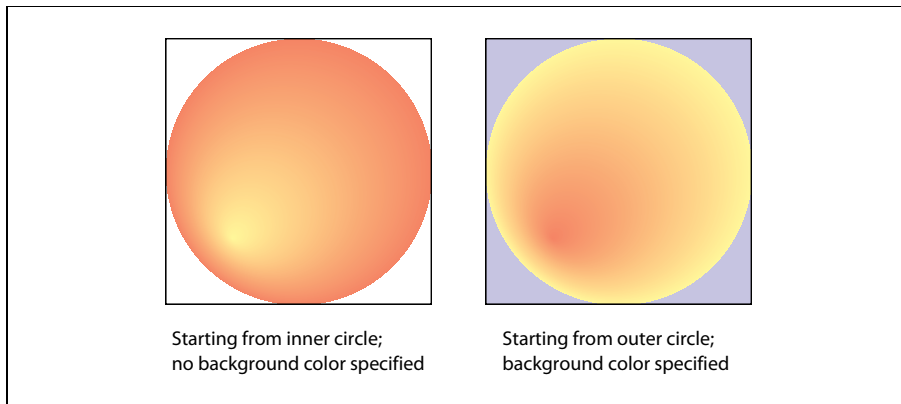 Starting from inner circle;
no background color specified
Starting from outer circle;
background color specified